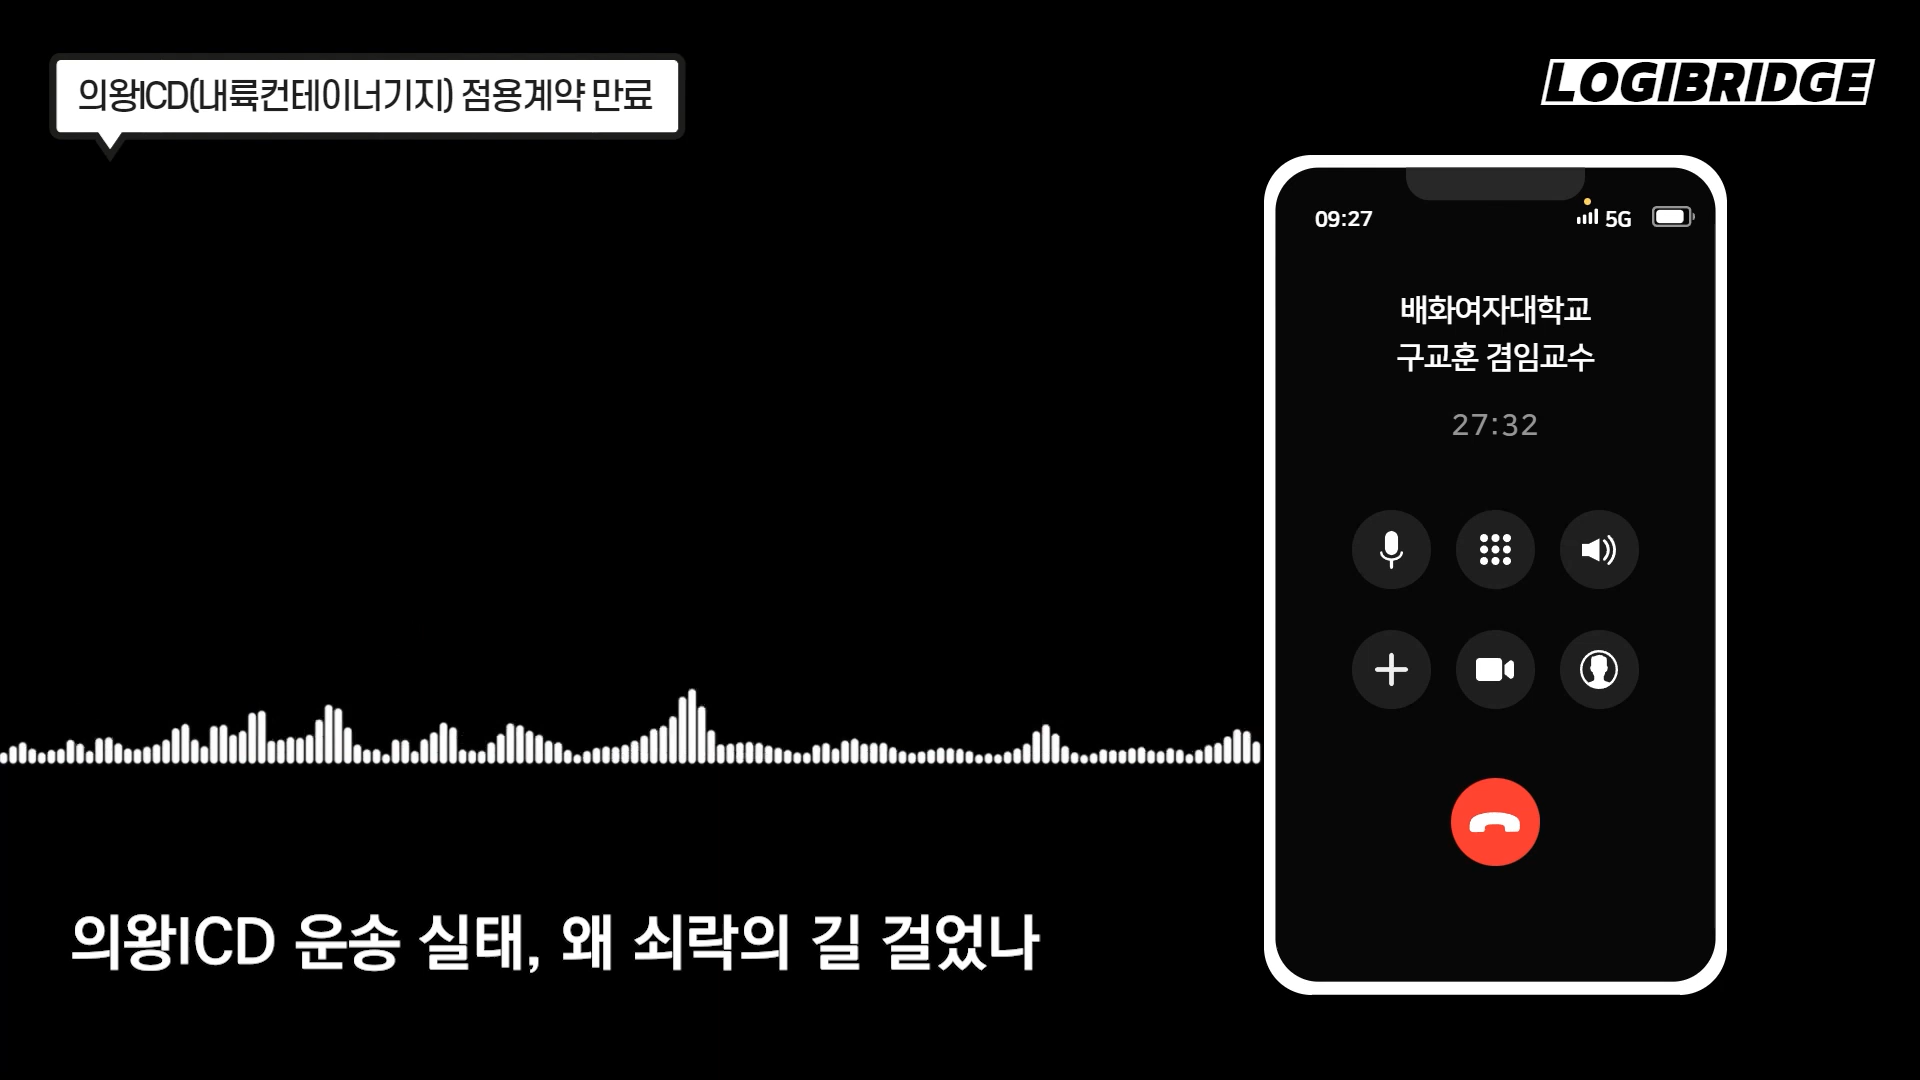 의왕ICD(내륙컨테이너기지) 점용계약 만료
LOGIBRIDGE
09:27
5G
배화여자대학교
구교훈 겸임교수
27:32
의왕ICD 운송 실태, 왜 쇠락의 길 걸었나